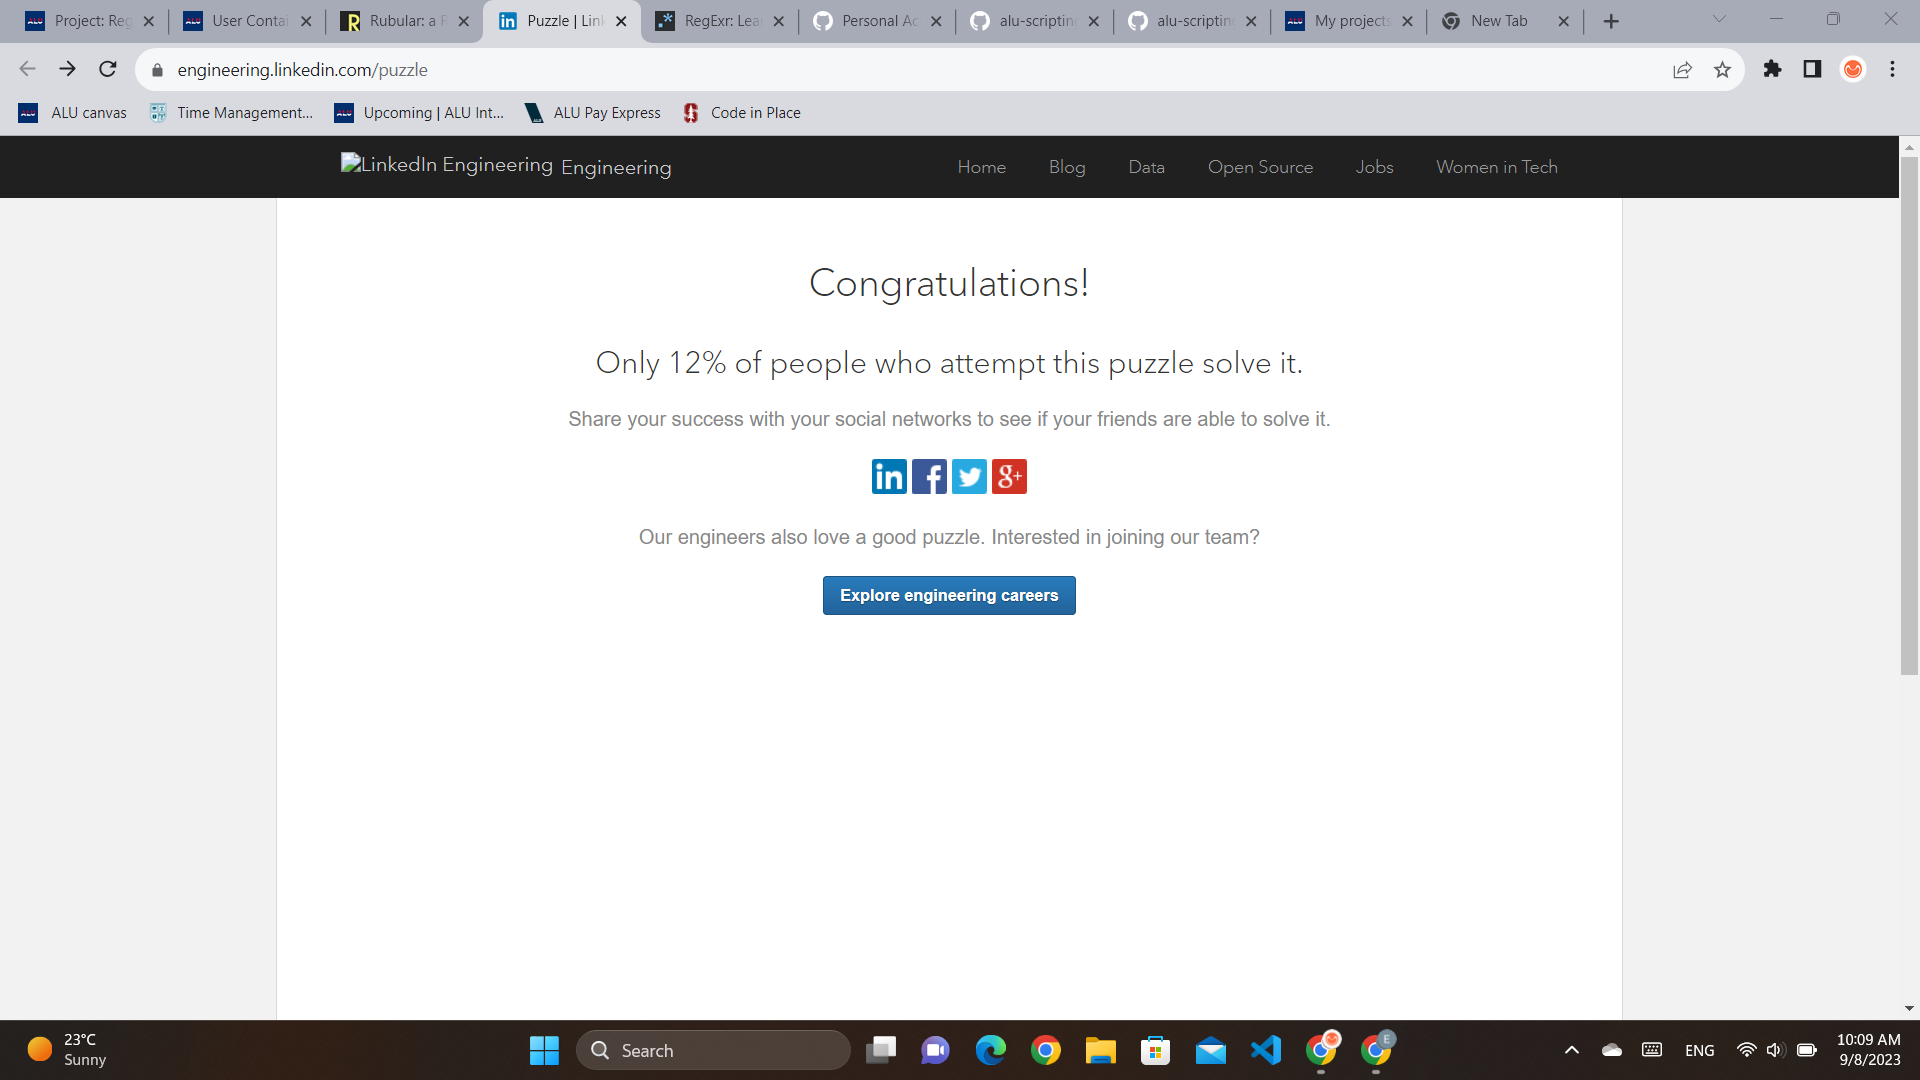 Project: Reg
User Contai
Rubular: a R
Puzzle | Link
RegExr: Lear
Personal Ac
alu-scripting
alu-scripting
My projects
New Tab
engineering.linkedin.com/puzzle
ALU canvas
Time Management...
Upcoming | ALU Int...
ALU Pay Express
Code in Place
LinkedIn Engineering Engineering
Home Blog Data Open Source Jobs Women in Tech
Congratulations!
Only 12% of people who attempt this puzzle solve it.
Share your success with your social networks to see if your friends are able to solve it.
in f g+
Our engineers also love a good puzzle. Interested in joining our team?
Explore engineering careers
23°C
Sunny
Search
E
ENG
10:09 AM
9/8/2023